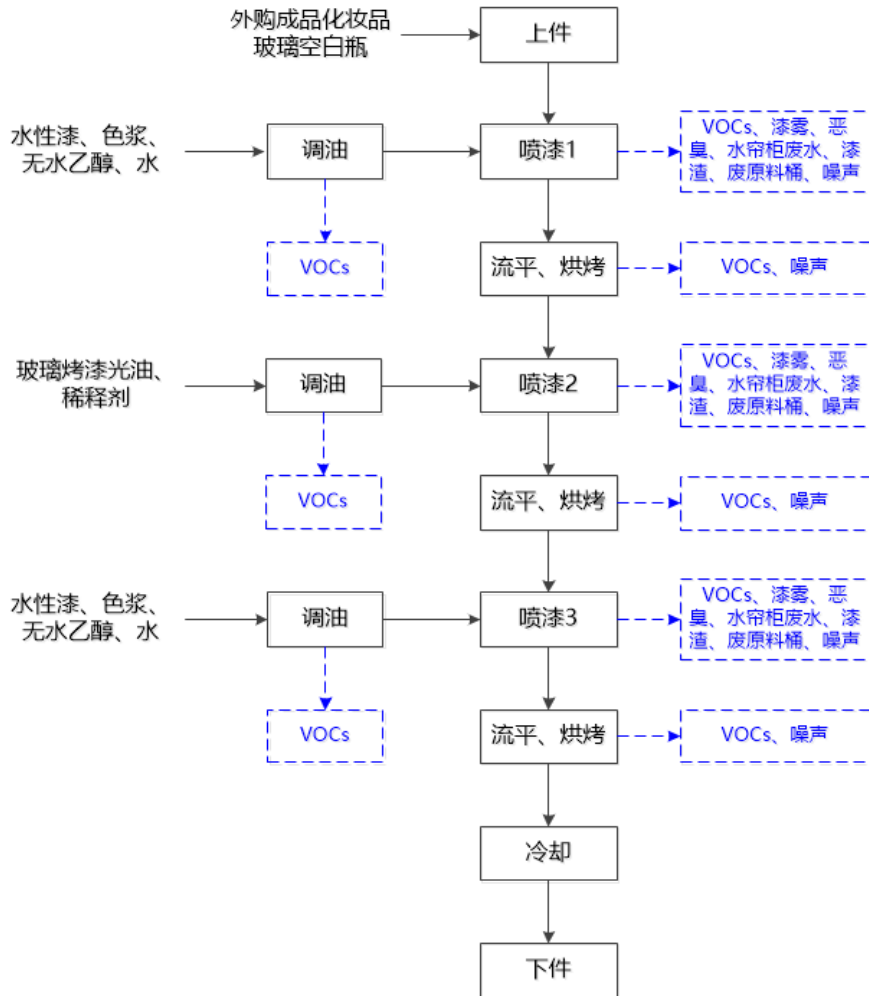 外购成品化妆品
玻璃空白瓶
上件
水性漆、色浆、
无水乙醇、水
调油
喷漆1
VOCs、漆雾、恶
臭、水帘柜废水、漆
渣、废原料桶、噪声
VOCs
流平、烘烤
VOCs、噪声
玻璃烤漆光油、
稀释剂
调油
喷漆2
VOCs、漆雾、恶
臭、水帘柜废水、漆
渣、废原料桶、噪声
VOCs
流平、烘烤
VOCs、噪声
水性漆、色浆、
无水乙醇、水
调油
喷漆3
VOCs、漆雾、恶
臭、水帘柜废水、漆
渣、废原料桶、噪声
VOCs
流平、烘烤
VOCs、噪声
冷却
下件